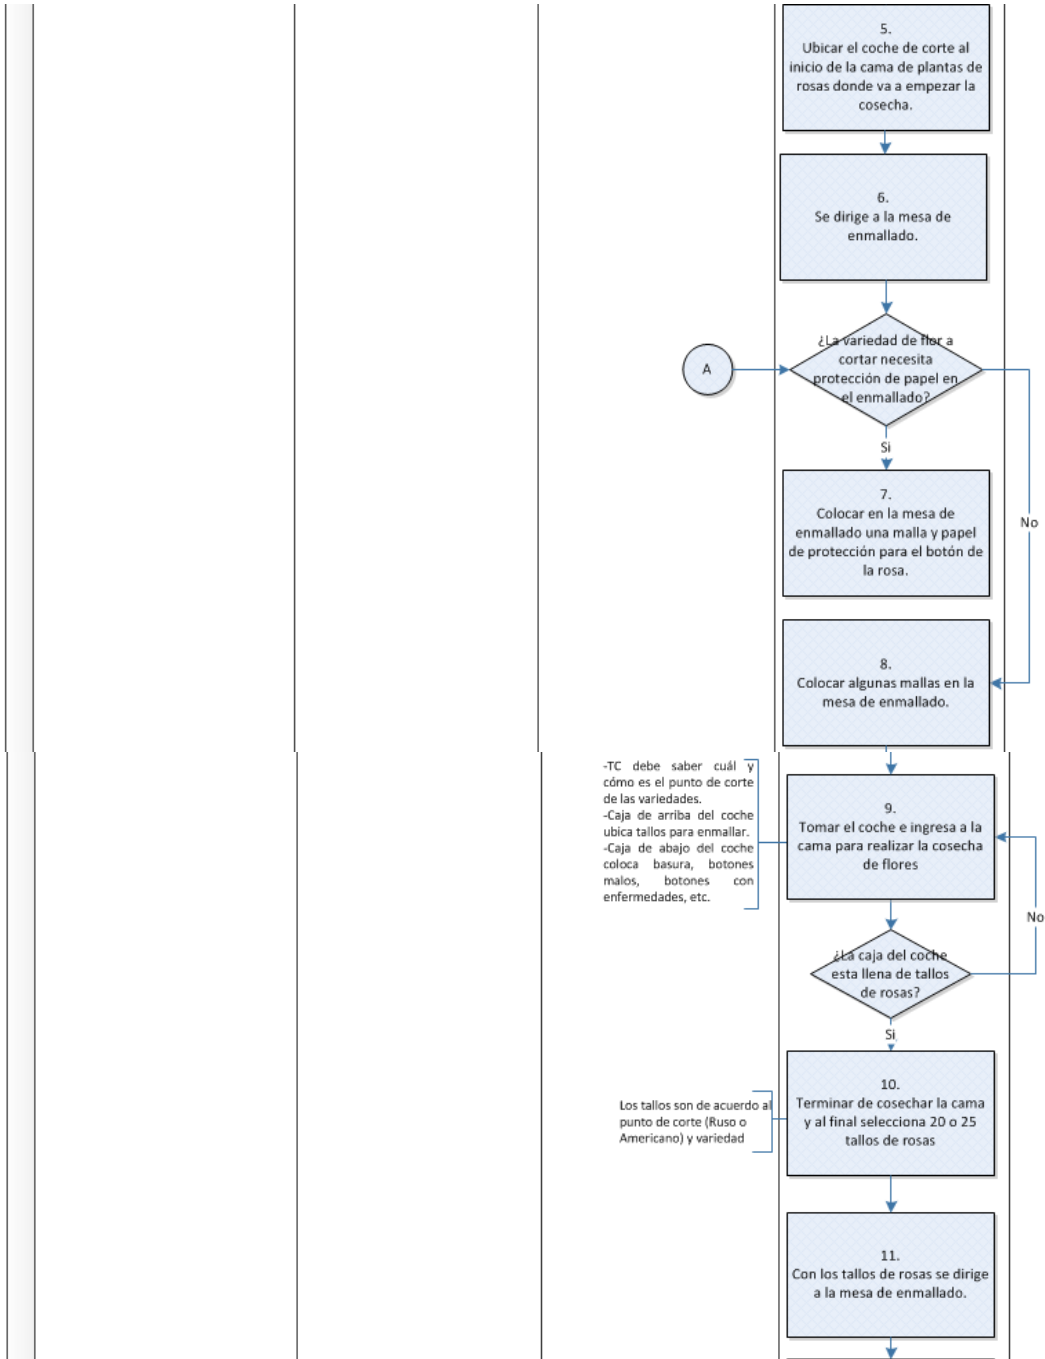 5.
Ubicar el coche de corte al
inicio de la cama de plantas de
rosas donde va a empezar la
cosecha.
6.
Se dirige a la mesa de
enmallado.
A
¿La variedad de flor a
cortar necesita
protección de papel en
el enmallado?
Si
No
7.
Colocar en la mesa de
enmallado una malla y papel
de protección para el botón de
la rosa.
8.
Colocar algunas mallas en la
mesa de enmallado.
-TC debe saber cuál y
cómo es el punto de corte
de las variedades.
-Caja de arriba del coche
ubica tallos para enmallar.
-Caja de abajo del coche
coloca basura, botones
malos, botones con
enfermedades, etc.
9.
Tomar el coche e ingresa a la
cama para realizar la cosecha
de flores
No
¿La caja del coche
esta llena de tallos
de rosas?
Si
Los tallos son de acuerdo al
punto de corte (Ruso o
Americano) y variedad
10.
Terminar de cosechar la cama
y al final selecciona 20 o 25
tallos de rosas
11.
Con los tallos de rosas se dirige
a la mesa de enmallado.